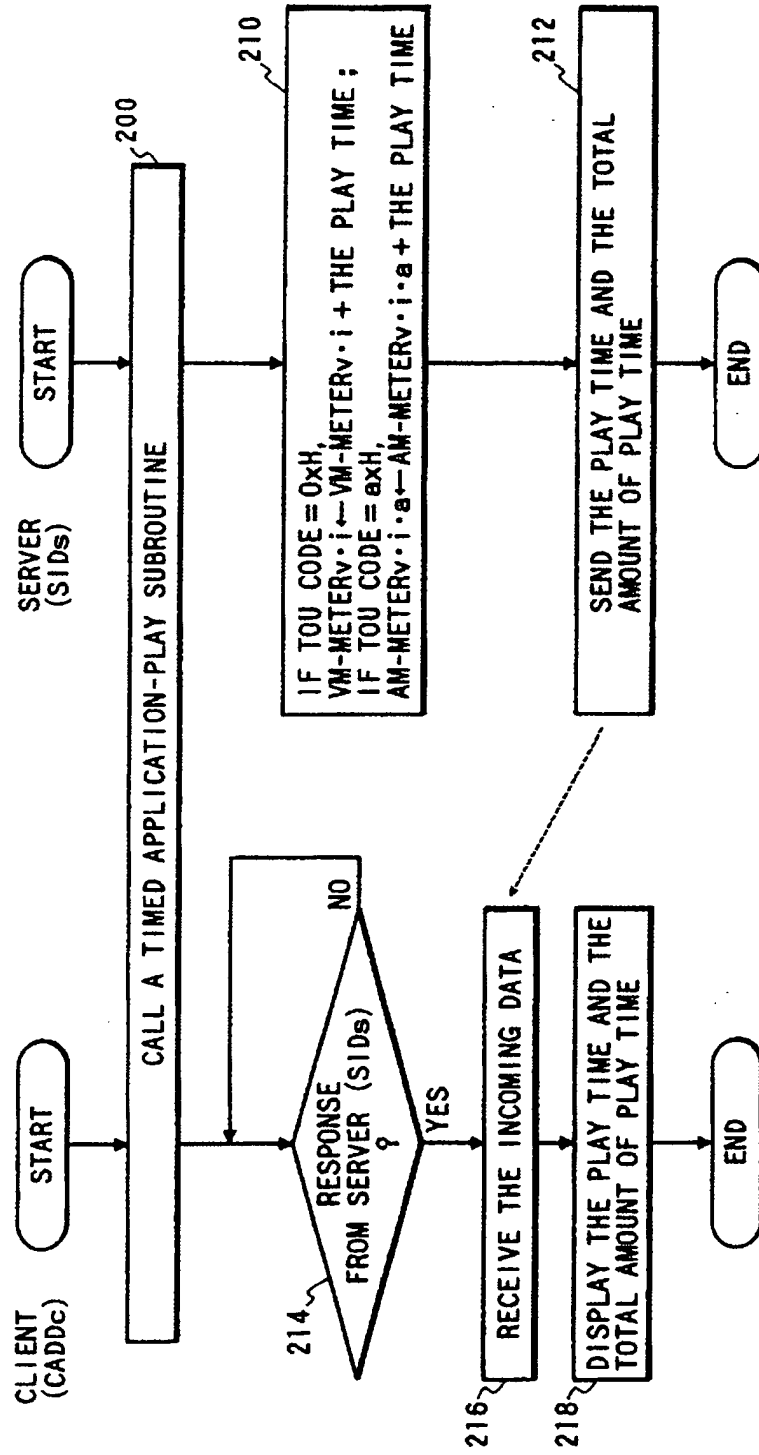 CLIENT
(CADDc)
START
SERVER
(SIDs)
START
200
CALL A TIMED APPLICATION-PLAY SUBROUTINE
214
RESPONSE
FROM SERVER (SIDs)
?
NO
YES
210
IF TOU CODE=0xH,
VM-METERv·i←VM-METERv·i + THE PLAY TIME;
IF TOU CODE=axH,
AM-METERv·i·a←AM-METERv·i·a + THE PLAY TIME
216
RECEIVE THE INCOMING DATA
212
SEND THE PLAY TIME AND THE TOTAL
AMOUNT OF PLAY TIME
218
DISPLAY THE PLAY TIME AND THE
TOTAL AMOUNT OF PLAY TIME
END
END